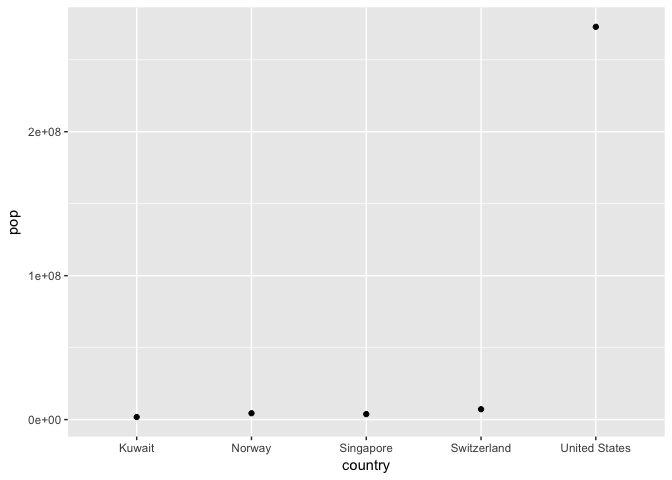 pop
2e+08
1e+08
0e+00
Kuwait Norway Singapore Switzerland United States
country